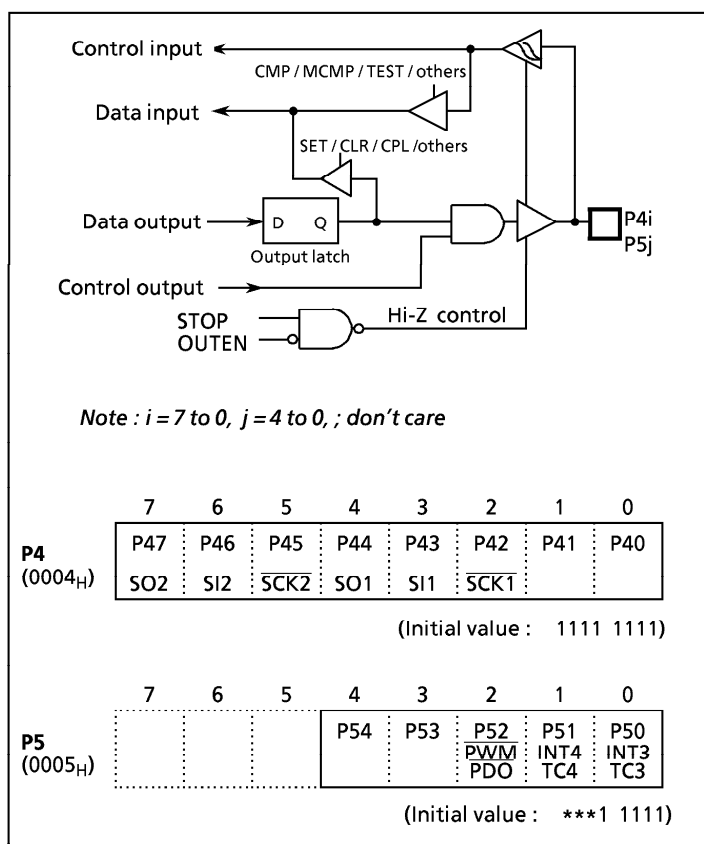 Control input
CMP / MCMP / TEST / others
Data input
SET / CLR / CPL /others
Data output
D Q
P4i
P5j
Output latch
Control output
STOP
Hi-Z control
OUTEN
Note : i = 7 to 0, j = 4 to 0, ; don't care
7 6 5 4 3 2 1 0
P4
(0004H)
P47 P46 P45 P44 P43 P42 P41 P40
SO2 SI2 SCK2 SO1 SI1 SCK1
(Initial value : 1111 1111)
7 6 5 4 3 2 1 0
P5
(0005H)
P54 P53 P52 P51 P50
PWM INT4 INT3
PDO TC4 TC3
(Initial value : ***1 1111)